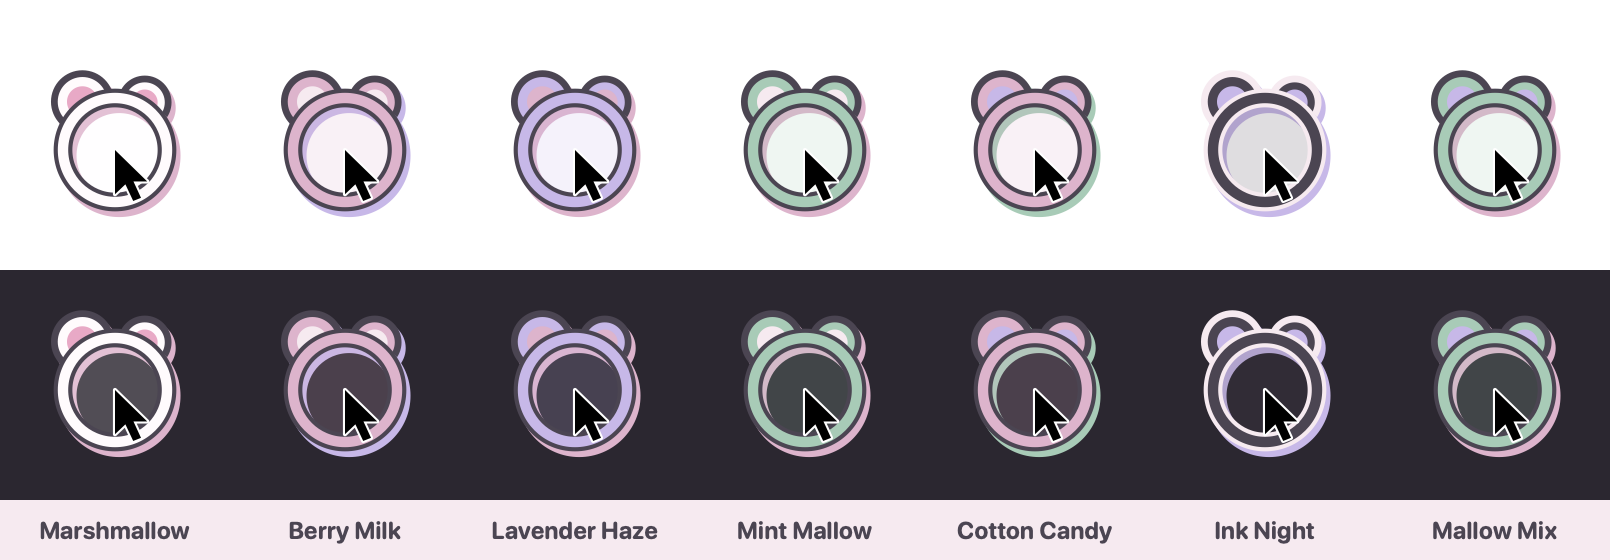 Marshmallow
Berry Milk
Lavender Haze
Mint Mallow
Cotton Candy
Ink Night
Mallow Mix